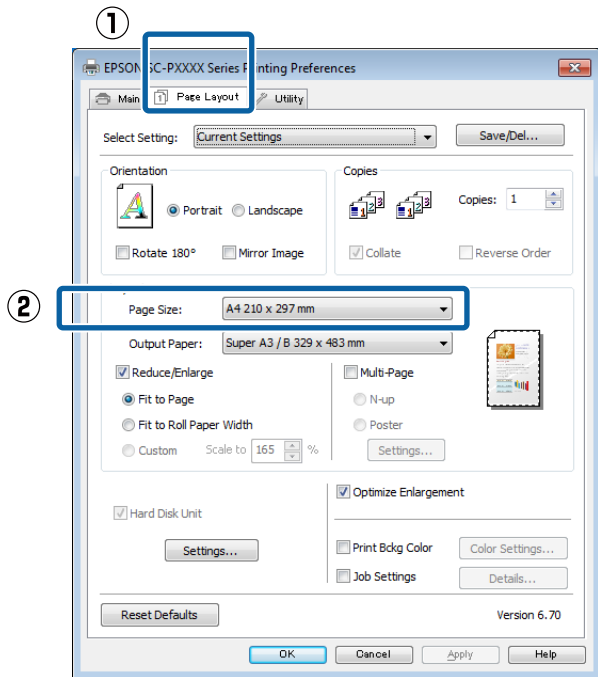 ①
EPSON SC-PXXXX Series Printing Preferences
Main Page Layout Utility
Select Setting: Current Settings Save/Del...
Orientation
Portrait Landscape
Rotate 180° Mirror Image
Copies
Copies: 1
Collate Reverse Order
②
Page Size: A4 210 x 297 mm
Output Paper: Super A3 / B 329 x 483 mm
Reduce/Enlarge
Fit to Page
Fit to Roll Paper Width
Custom Scale to 165 %
Multi-Page
N-up
Poster
Settings...
Hard Disk Unit
Settings...
Optimize Enlargement
Print Bckg Color Color Settings...
Job Settings Details...
Reset Defaults Version 6.70
OK Cancel Apply Help